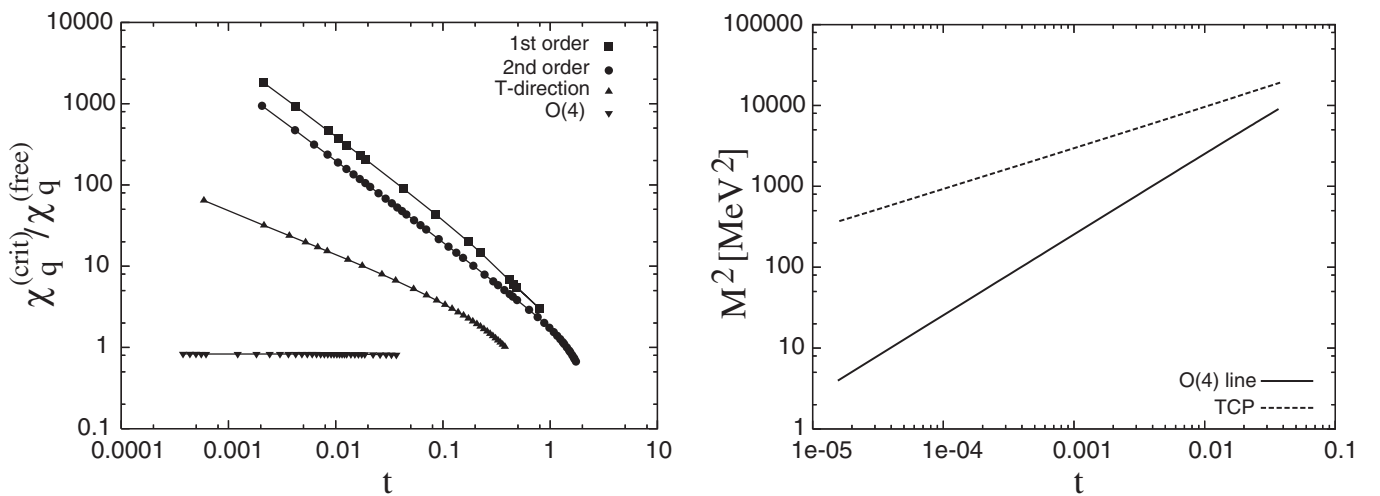 10000
1000
100
10
1
0.1
0.0001
0.001
0.01
0.1
1
10
t
χq(crit)/χq(free)
1st order
2nd order
T-direction
O(4)
100000
10000
1000
100
10
1
1e-05
1e-04
0.001
0.01
0.1
t
M2 [MeV2]
O(4) line
TCP